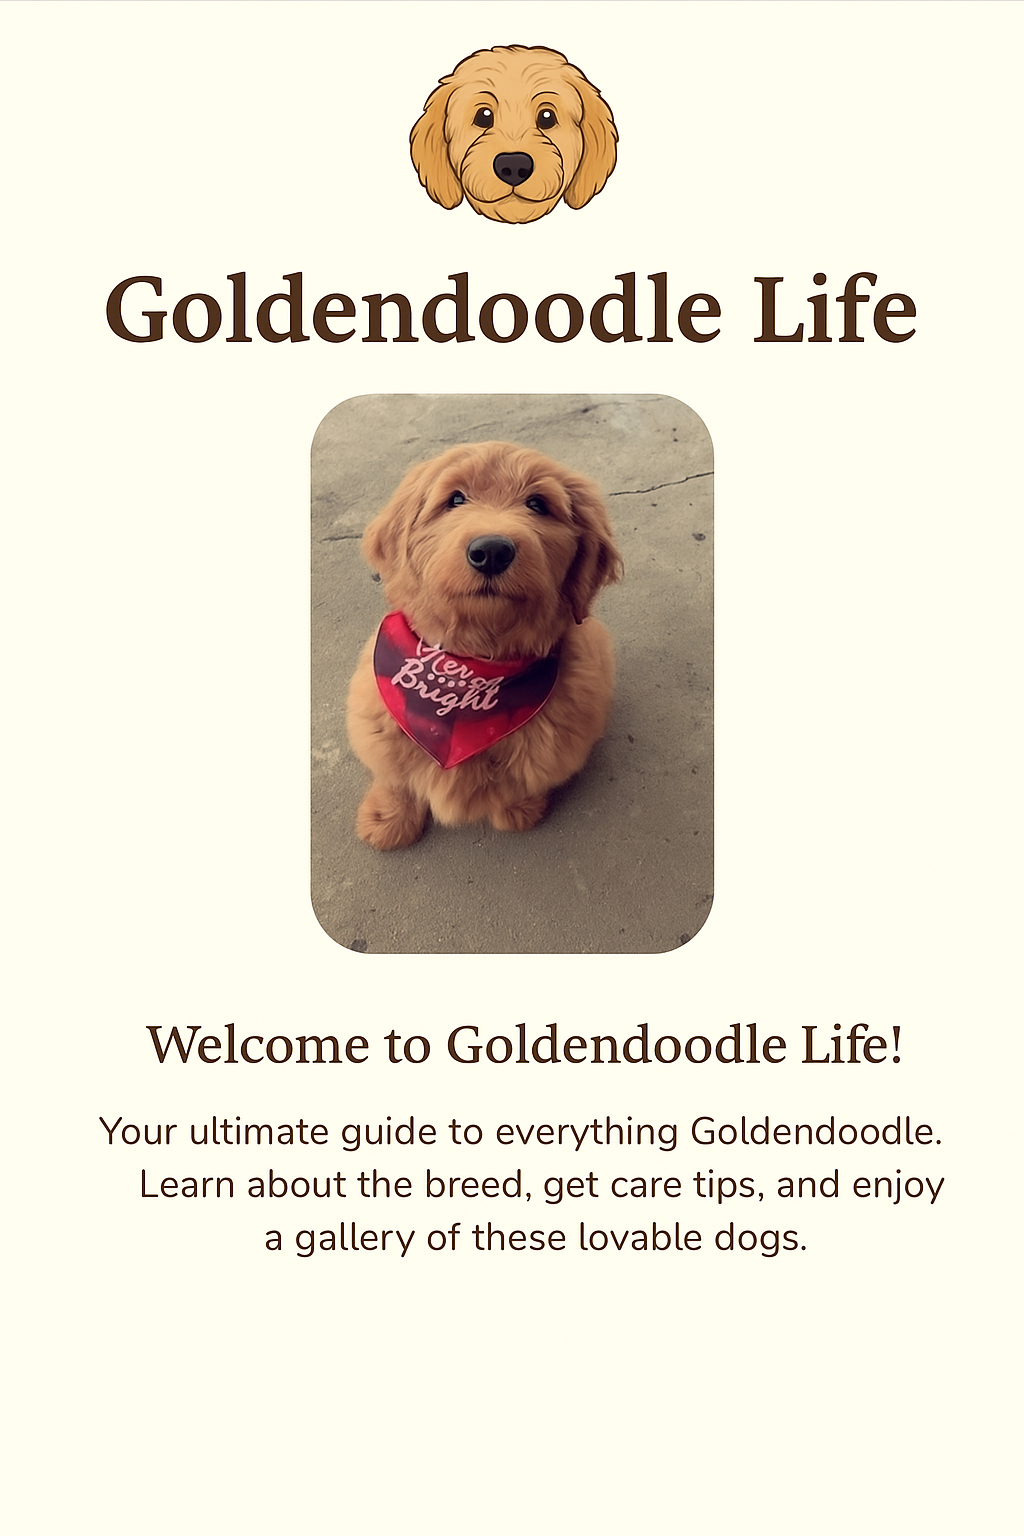 Goldendoodle Life
Bright
Welcome to Goldendoodle Life!
Your ultimate guide to everything Goldendoodle.
Learn about the breed, get care tips, and enjoy
a gallery of these lovable dogs.